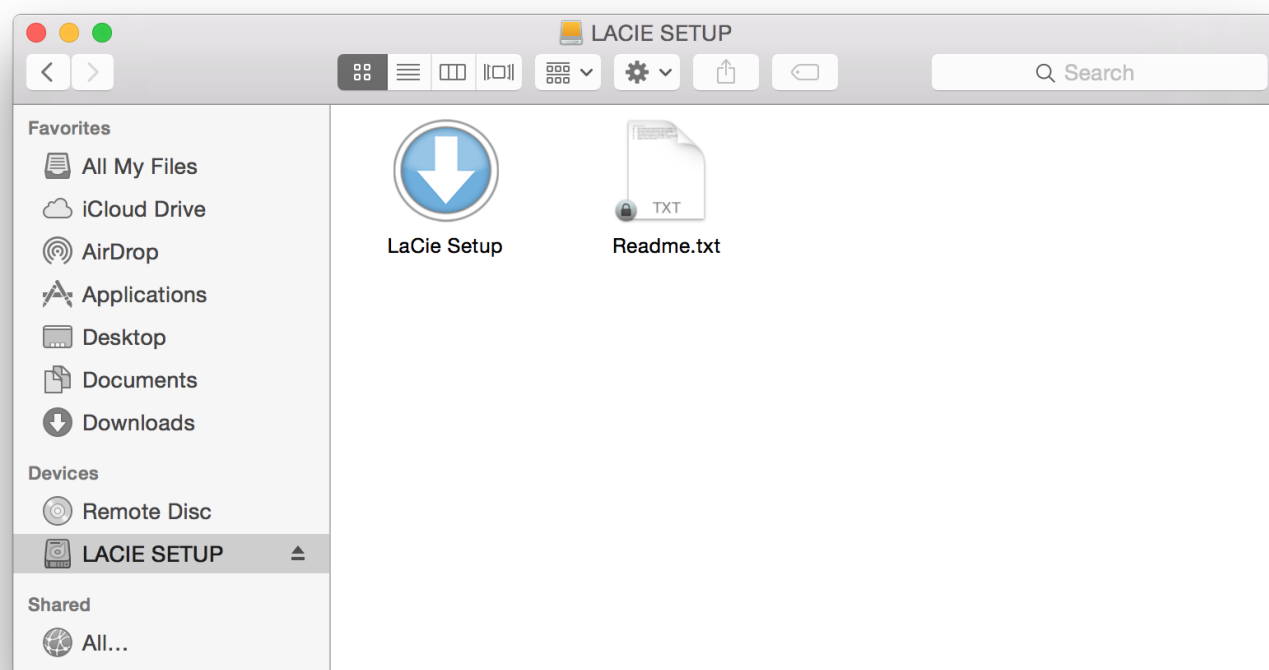 LACIE SETUP
Search
Favorites
All My Files
iCloud Drive
AirDrop
Applications
Desktop
Documents
Downloads
Devices
Remote Disc
LACIE SETUP
Shared
All...
LaCie Setup
TXT
Readme.txt